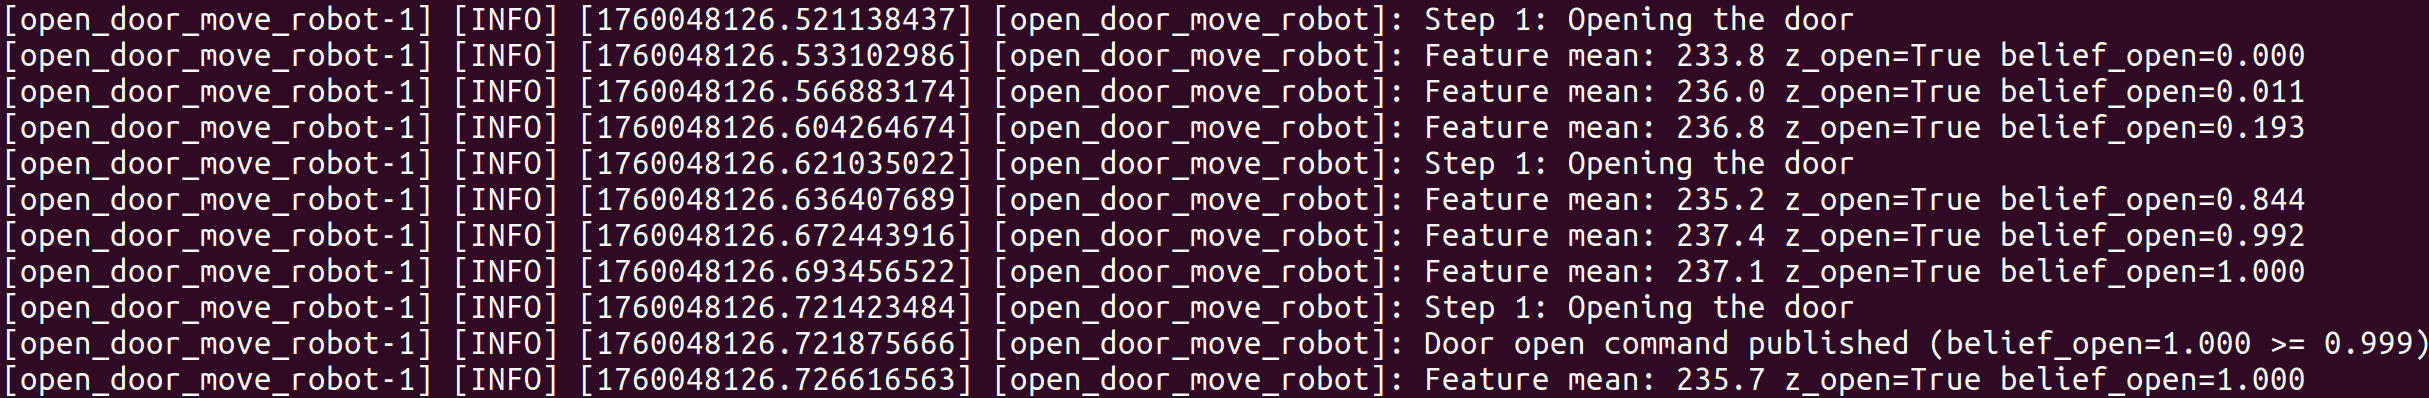 [open_door_move_robot-1] [INFO] [1760048126.521138437] [open_door_move_robot]: Step 1: Opening the door
[open_door_move_robot-1] [INFO] [1760048126.533102986] [open_door_move_robot]: Feature mean: 233.8 z_open=True belief_open=0.000
[open_door_move_robot-1] [INFO] [1760048126.566883174] [open_door_move_robot]: Feature mean: 236.0 z_open=True belief_open=0.011
[open_door_move_robot-1] [INFO] [1760048126.604264674] [open_door_move_robot]: Feature mean: 236.8 z_open=True belief_open=0.193
[open_door_move_robot-1] [INFO] [1760048126.621035022] [open_door_move_robot]: Step 1: Opening the door
[open_door_move_robot-1] [INFO] [1760048126.636407689] [open_door_move_robot]: Feature mean: 235.2 z_open=True belief_open=0.844
[open_door_move_robot-1] [INFO] [1760048126.672443916] [open_door_move_robot]: Feature mean: 237.4 z_open=True belief_open=0.992
[open_door_move_robot-1] [INFO] [1760048126.693456522] [open_door_move_robot]: Feature mean: 237.1 z_open=True belief_open=1.000
[open_door_move_robot-1] [INFO] [1760048126.721423484] [open_door_move_robot]: Step 1: Opening the door
[open_door_move_robot-1] [INFO] [1760048126.721875666] [open_door_move_robot]: Door open command published (belief_open=1.000 >= 0.999)
[open_door_move_robot-1] [INFO] [1760048126.726616563] [open_door_move_robot]: Feature mean: 235.7 z_open=True belief_open=1.000